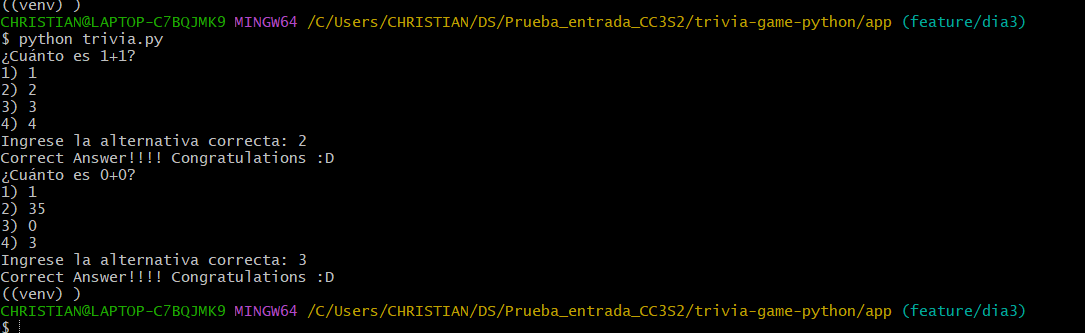 ((venv) )
CHRISTIAN@LAPTOP-C7BQJMK9 MINGW64 /C/Users/CHRISTIAN/DS/Prueba_entrada_CC3S2/trivia-game-python/app (feature/dia3)
$ python trivia.py
¿Cuánto es 1+1?
1) 1
2) 2
3) 3
4) 4
Ingrese la alternativa correcta: 2
Correct Answer!!!! Congratulations :D
¿Cuánto es 0+0?
1) 1
2) 35
3) 0
4) 3
Ingrese la alternativa correcta: 3
Correct Answer!!!! Congratulations :D
((venv) )
CHRISTIAN@LAPTOP-C7BQJMK9 MINGW64 /C/Users/CHRISTIAN/DS/Prueba_entrada_CC3S2/trivia-game-python/app (feature/dia3)
$